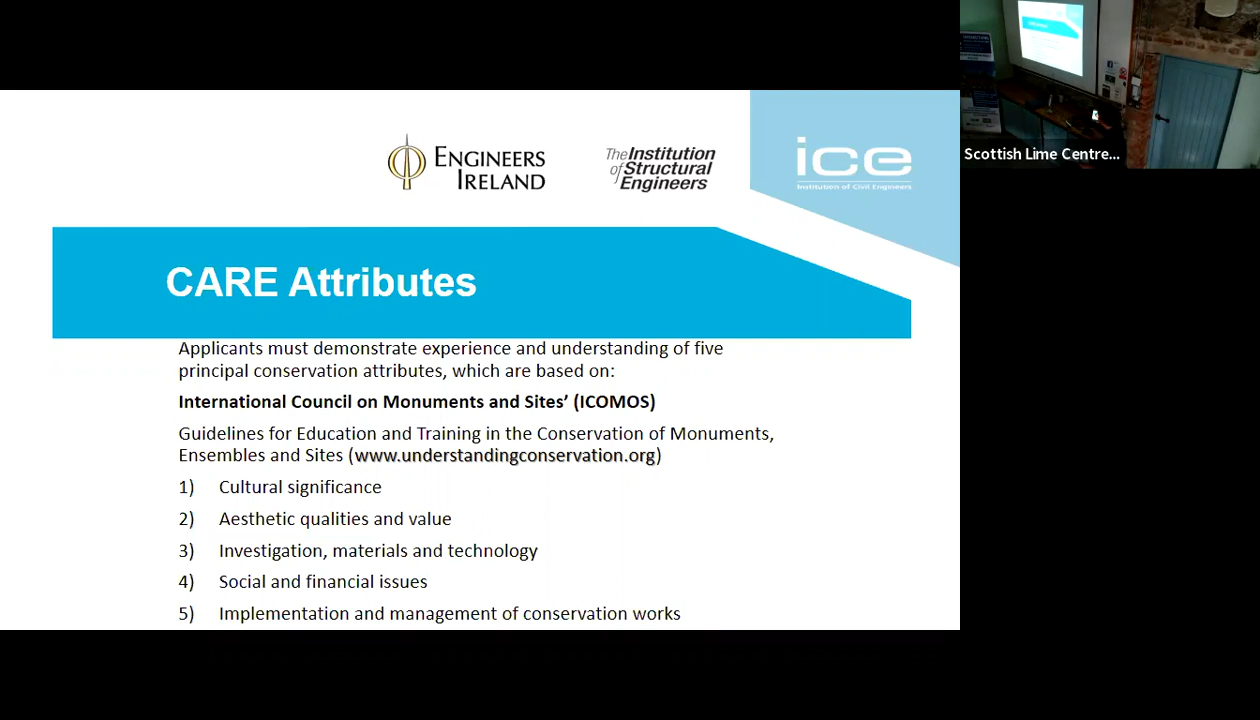 ENGINEERS
IRELAND
The Institution
of Structural
Engineers
ice
Institution of Civil Engineers
Scottish Lime Centre...
CARE Attributes
Applicants must demonstrate experience and understanding of five
principal conservation attributes, which are based on:
International Council on Monuments and Sites’ (ICOMOS)
Guidelines for Education and Training in the Conservation of Monuments,
Ensembles and Sites (www.understandingconservation.org)
1) Cultural significance
2) Aesthetic qualities and value
3) Investigation, materials and technology
4) Social and financial issues
5) Implementation and management of conservation works